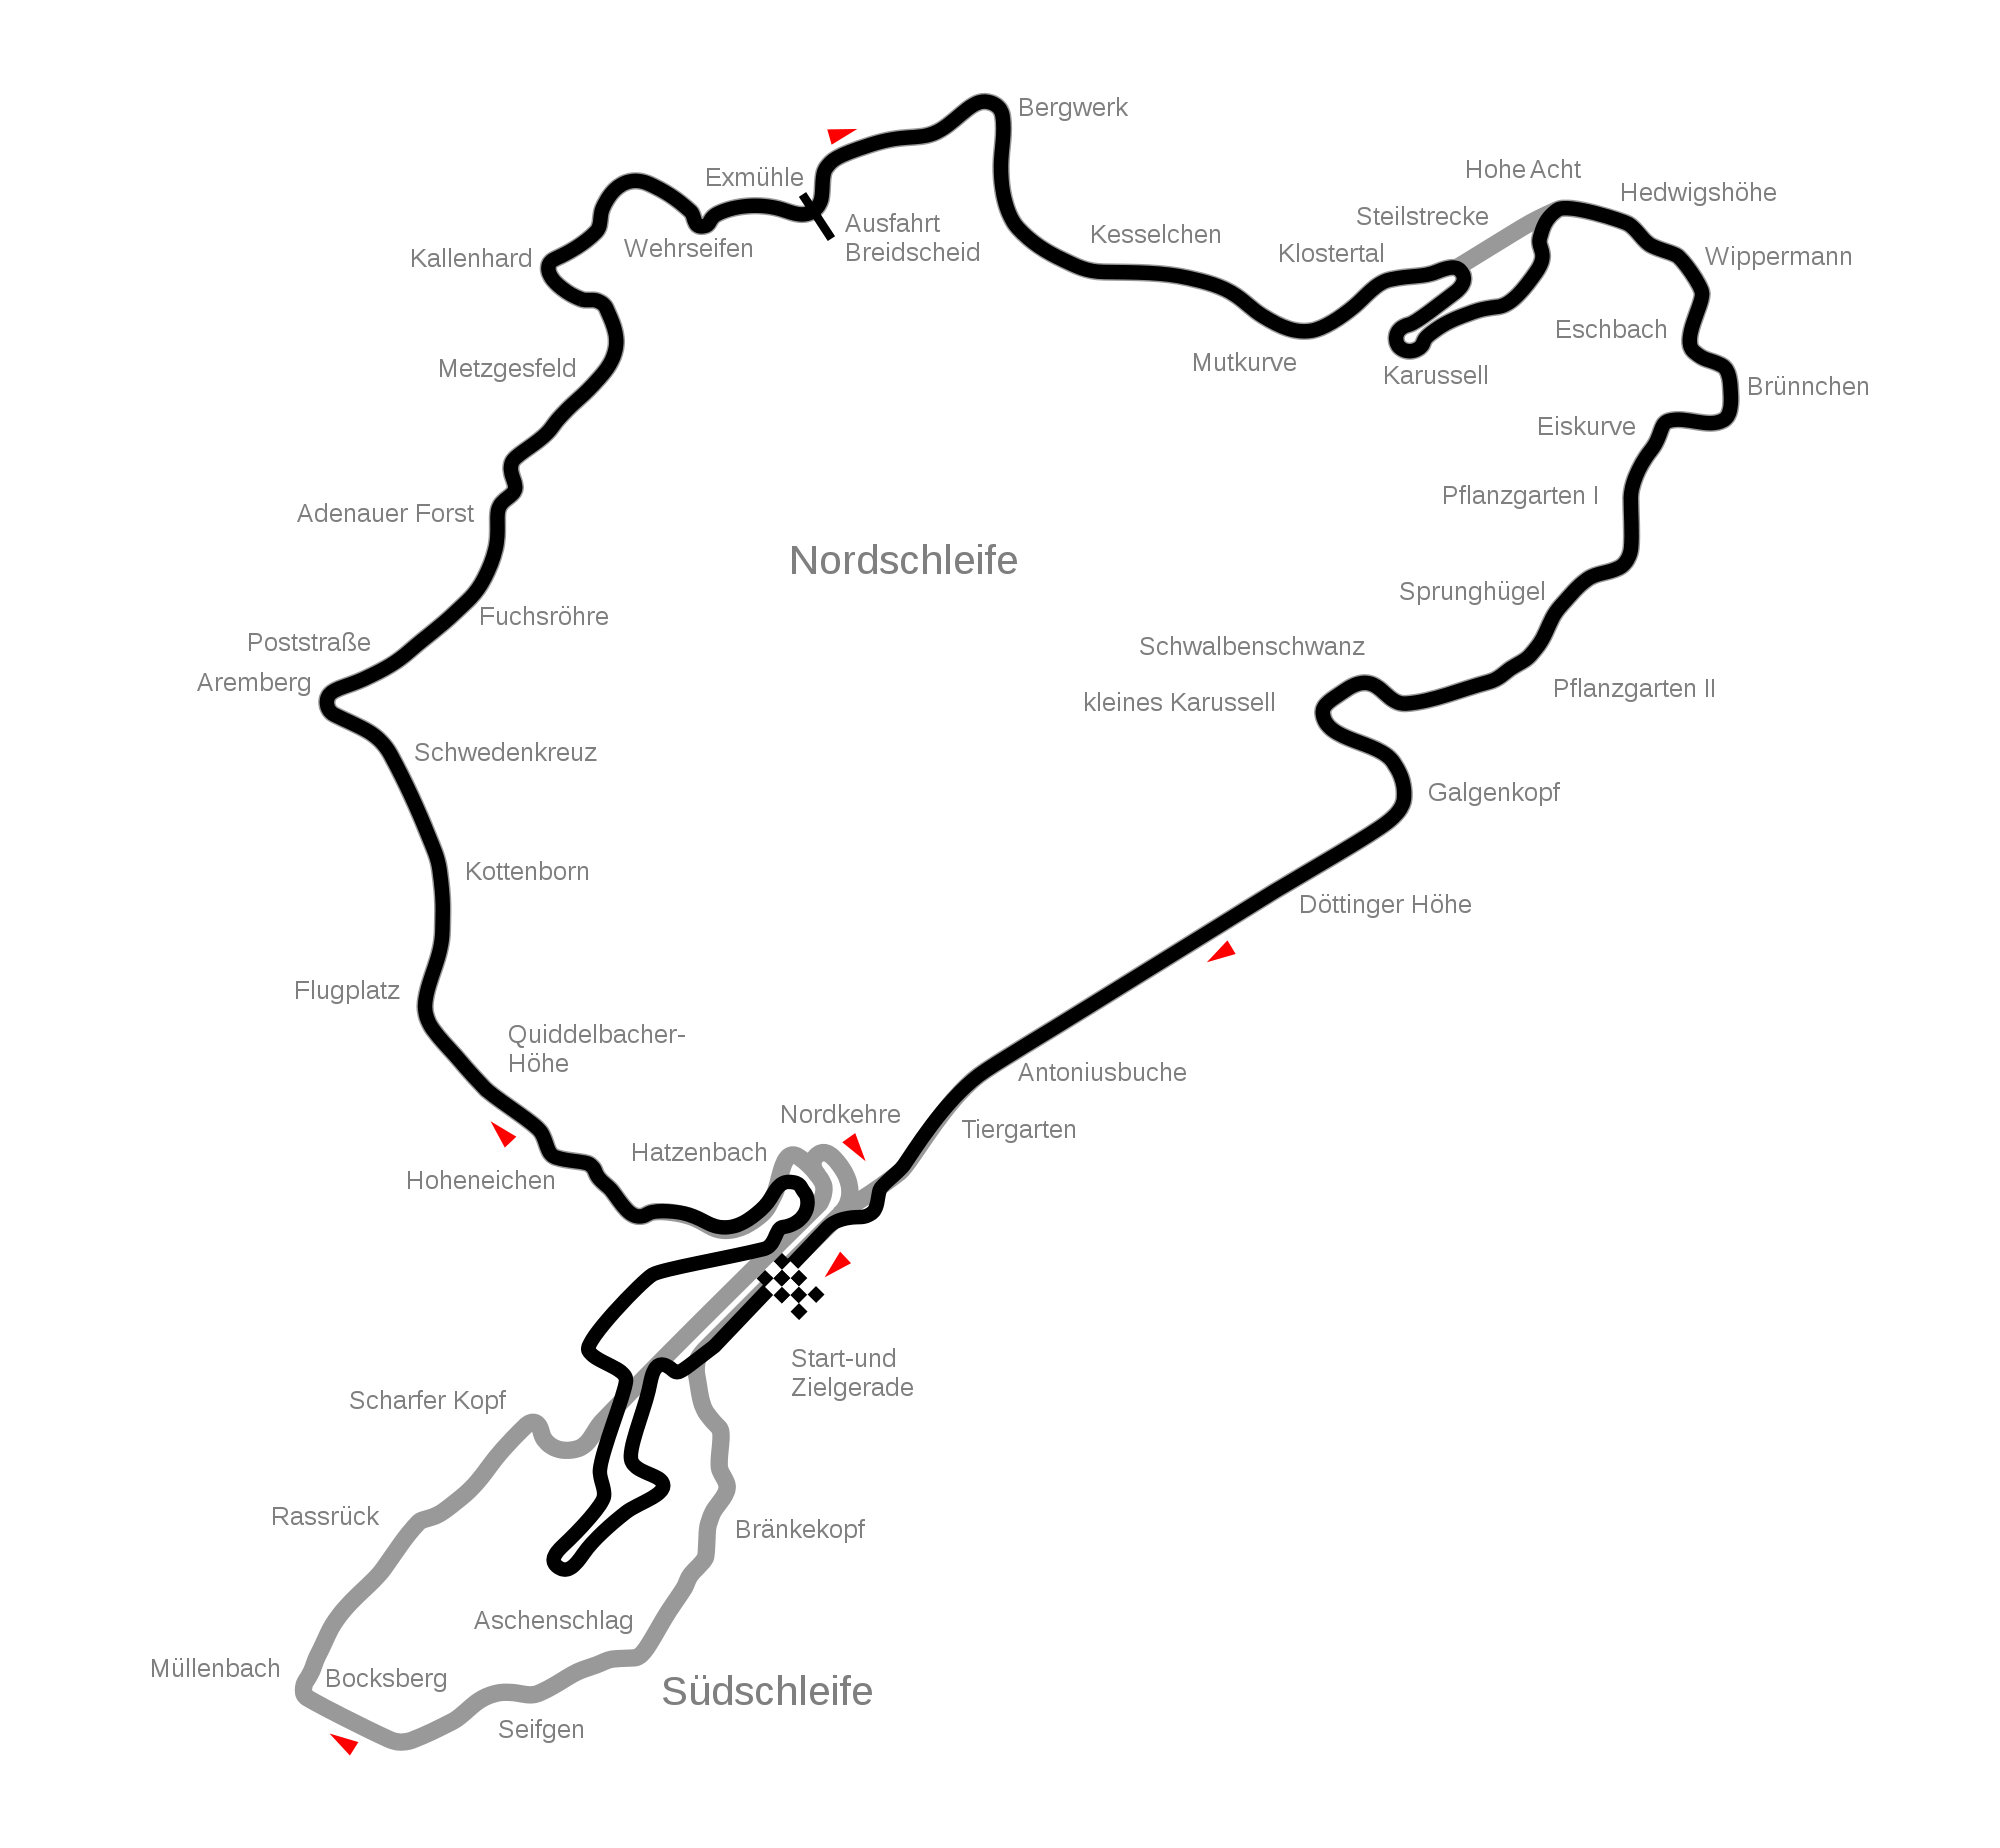 Bergwerk
Hohe Acht
Exmühle
Hedwigshöhe
Steilstrecke
Ausfahrt
Breidscheid
Kesselchen
Wehrseifen
Klostertal
Kallenhard
Wippermann
Eschbach
Mutkurve
Metzgesfeld
Karussell
Brünnchen
Eiskurve
Pflanzgarten I
Adenauer Forst
Nordschleife
Sprunghügel
Fuchsröhre
Poststraße
Schwalbenschwanz
Aremberg
Pflanzgarten II
kleines Karussell
Schwedenkreuz
Galgenkopf
Kottenborn
Döttinger Höhe
Flugplatz
Quiddelbacher-
Höhe
Antoniusbuche
Nordkehre
Tiergarten
Hatzenbach
Hoheneichen
Start-und
Zielgerade
Scharfer Kopf
Rassrück
Bränkekopf
Aschenschlag
Müllenbach
Bocksberg
Südschleife
Seifgen